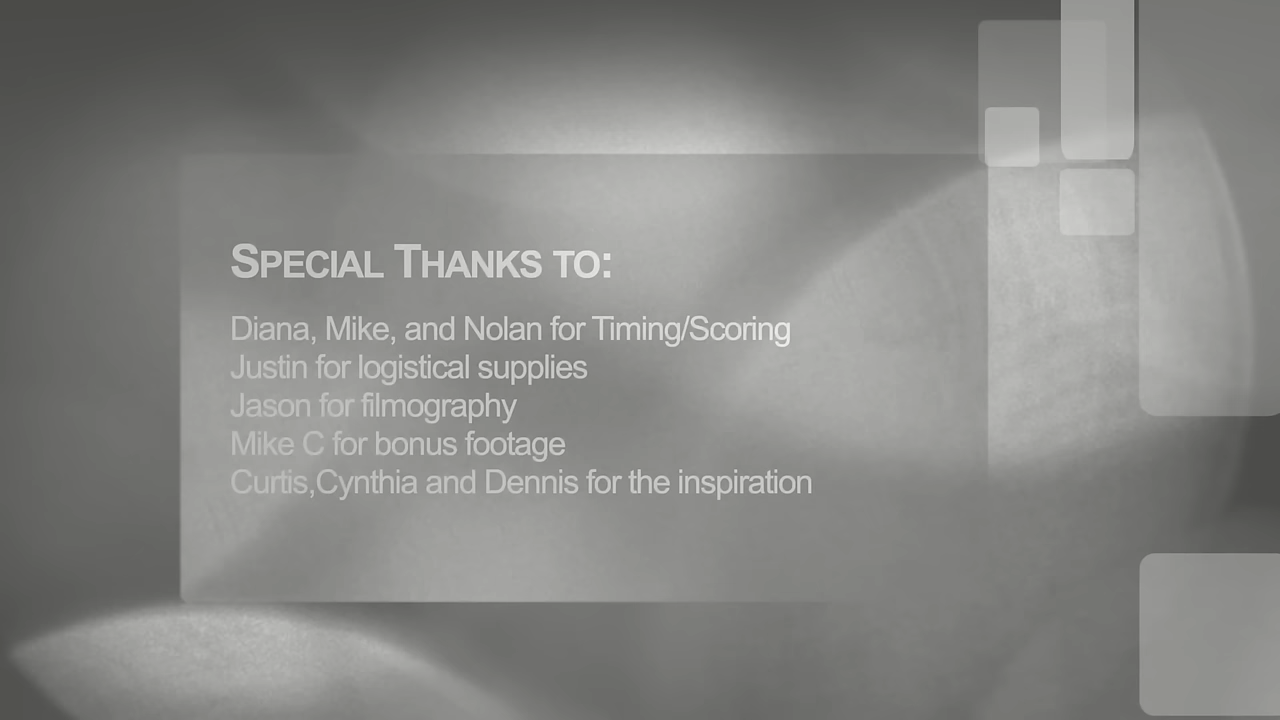 Special Thanks to:
Diana, Mike, and Nolan for Timing/Scoring
Justin for logistical supplies
Jason for filmography
Mike C for bonus footage
Curtis,Cynthia and Dennis for the inspiration